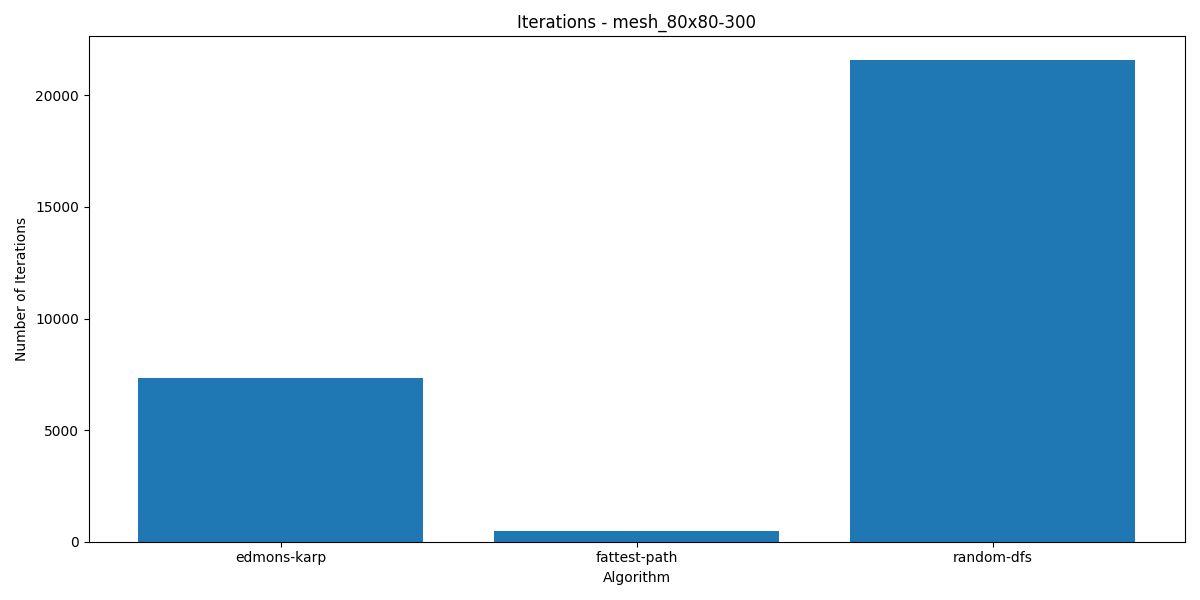 Iterations - mesh_80x80-300
Number of Iterations
20000
15000
10000
5000
0
edmons-karp
fattest-path
random-dfs
Algorithm